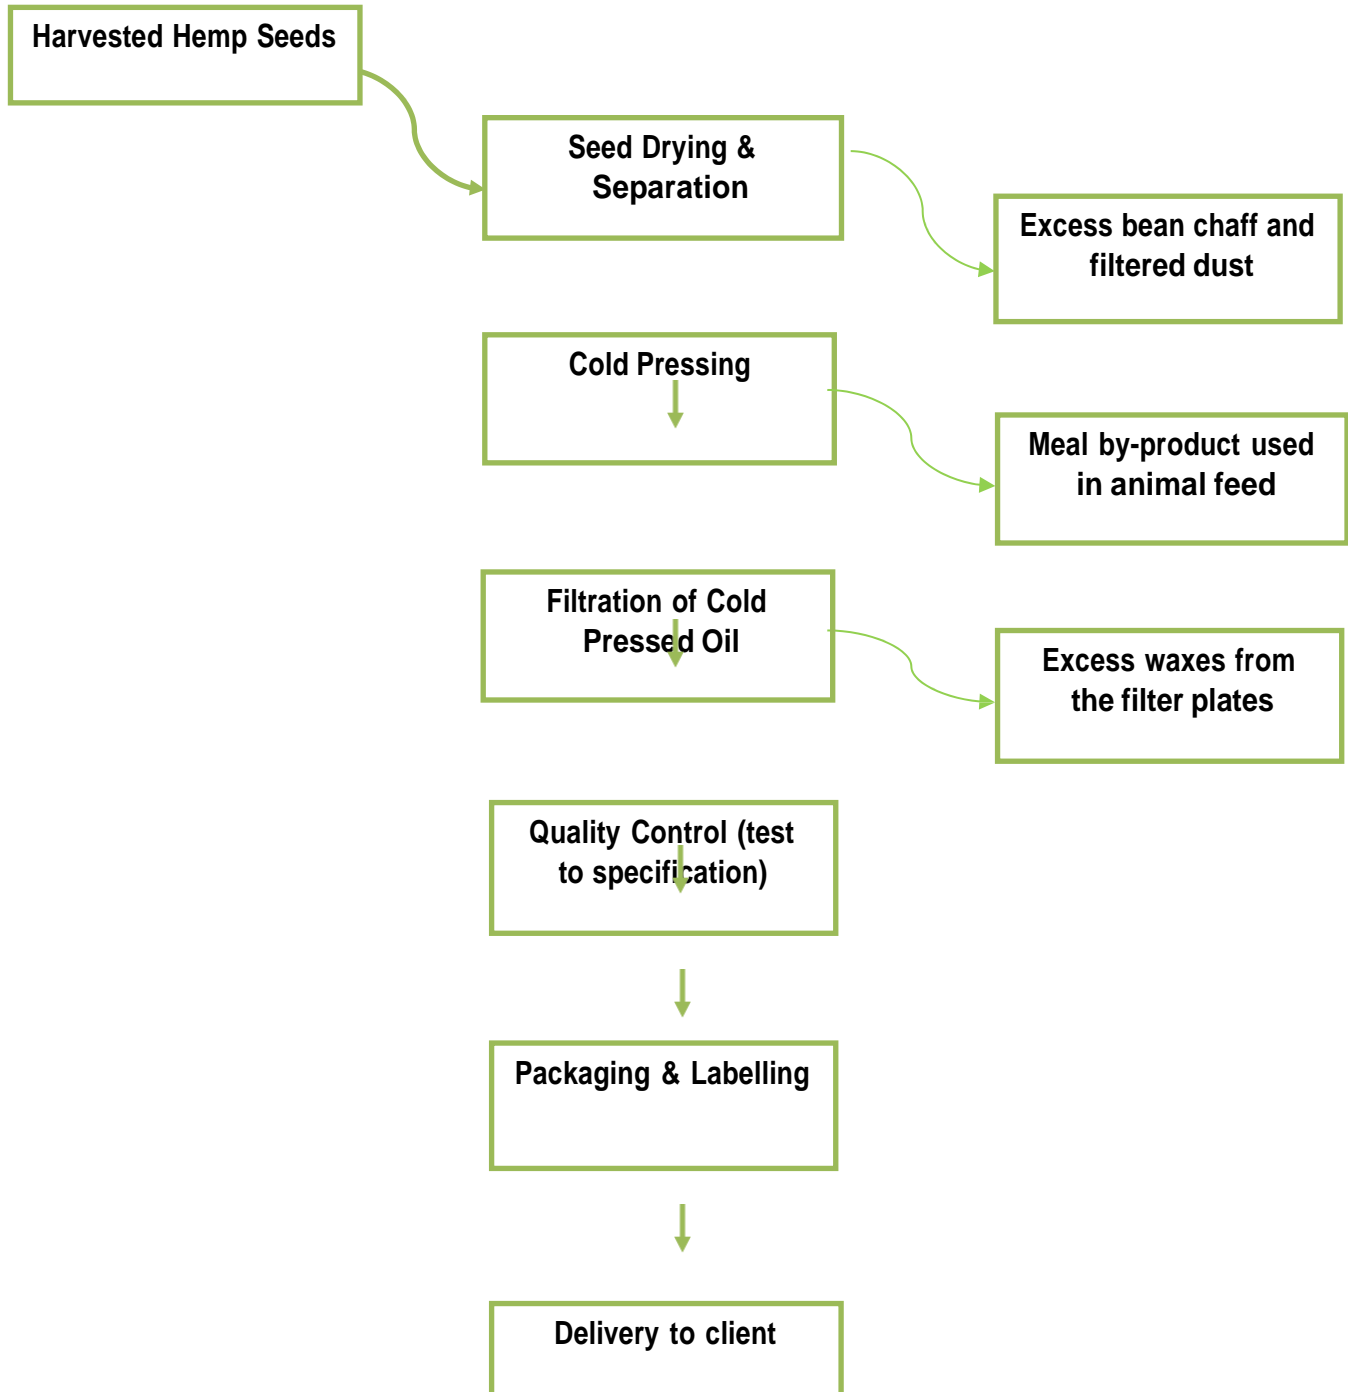 Harvested Hemp Seeds
Seed Drying &
Separation
Excess bean chaff and
filtered dust
Cold Pressing
Meal by-product used
in animal feed
Filtration of Cold
Pressed Oil
Excess waxes from
the filter plates
Quality Control (test
to specification)
Packaging & Labelling
Delivery to client